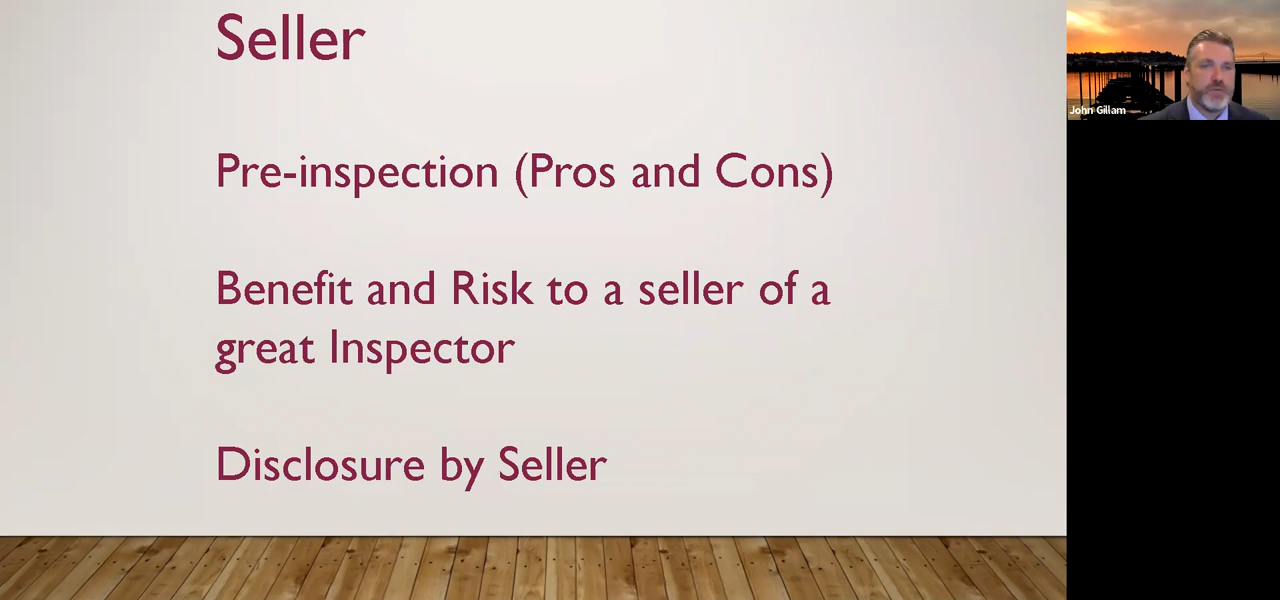 Seller
Pre-inspection (Pros and Cons)
Benefit and Risk to a seller of a
great Inspector
Disclosure by Seller
John Gillam